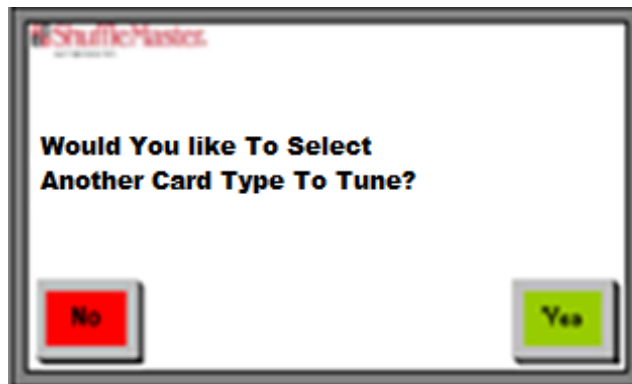 ShuffleMaster.
Would You like To Select
Another Card Type To Tune?
No
Yes